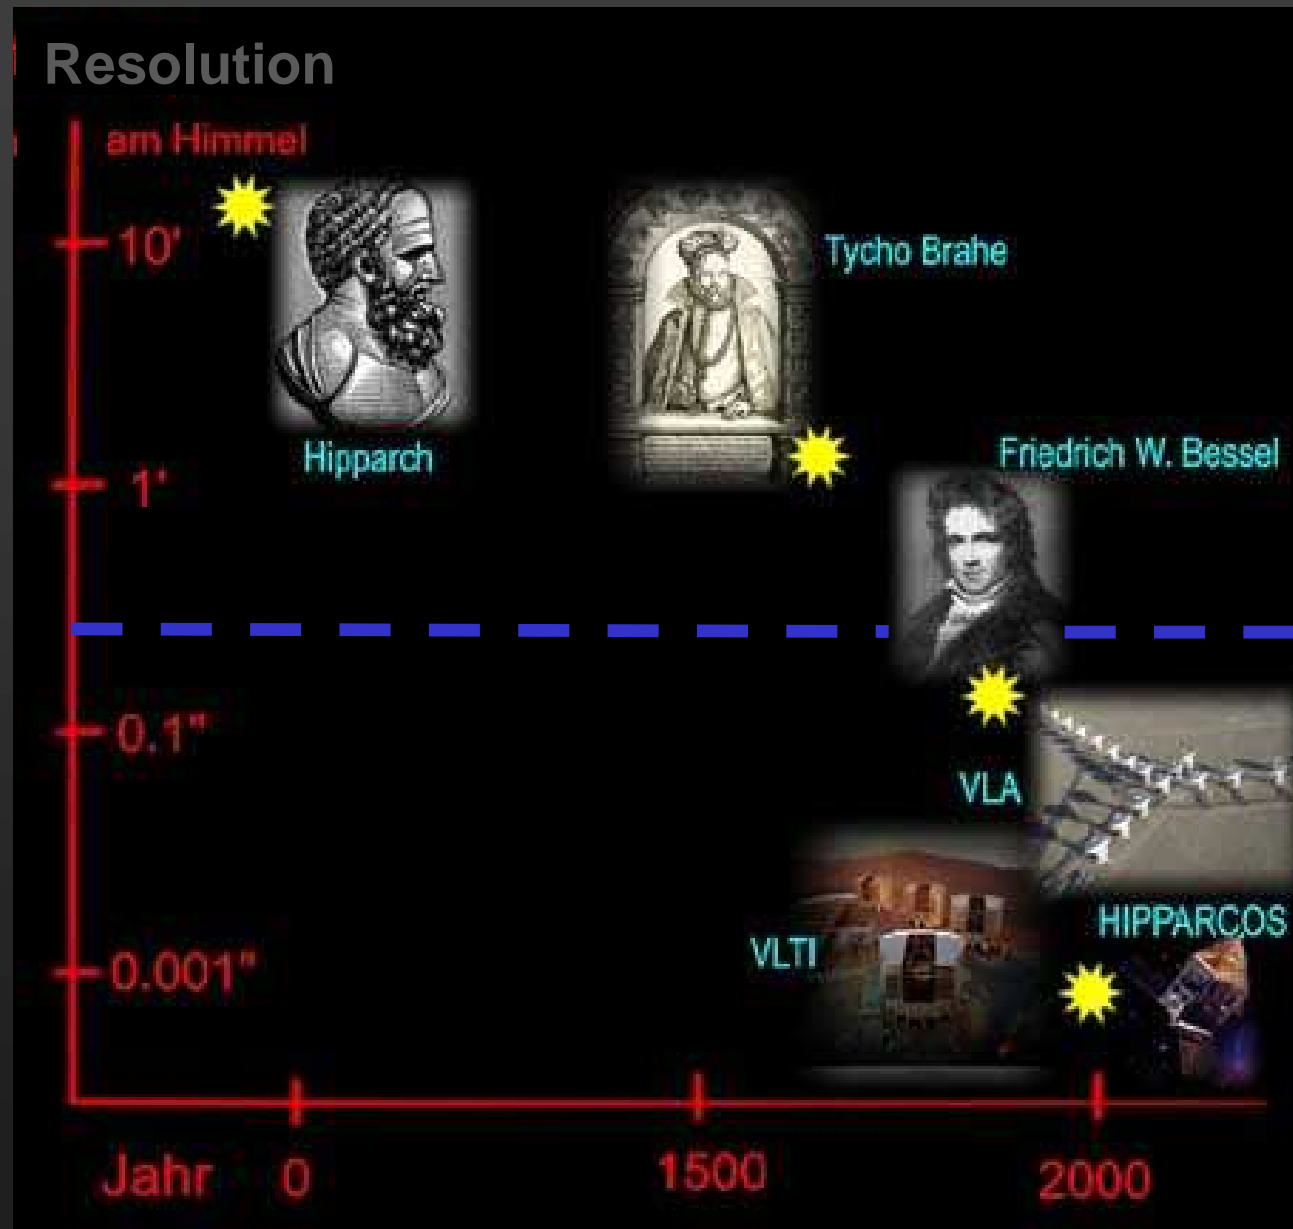 Resolution
am Himmel
10'
Tycho Brahe
Hipparch
Friedrich W. Bessel
1'
0.1"
VLA
HIPPARCOS
VLTI
0.001"
Jahr 0 1500 2000